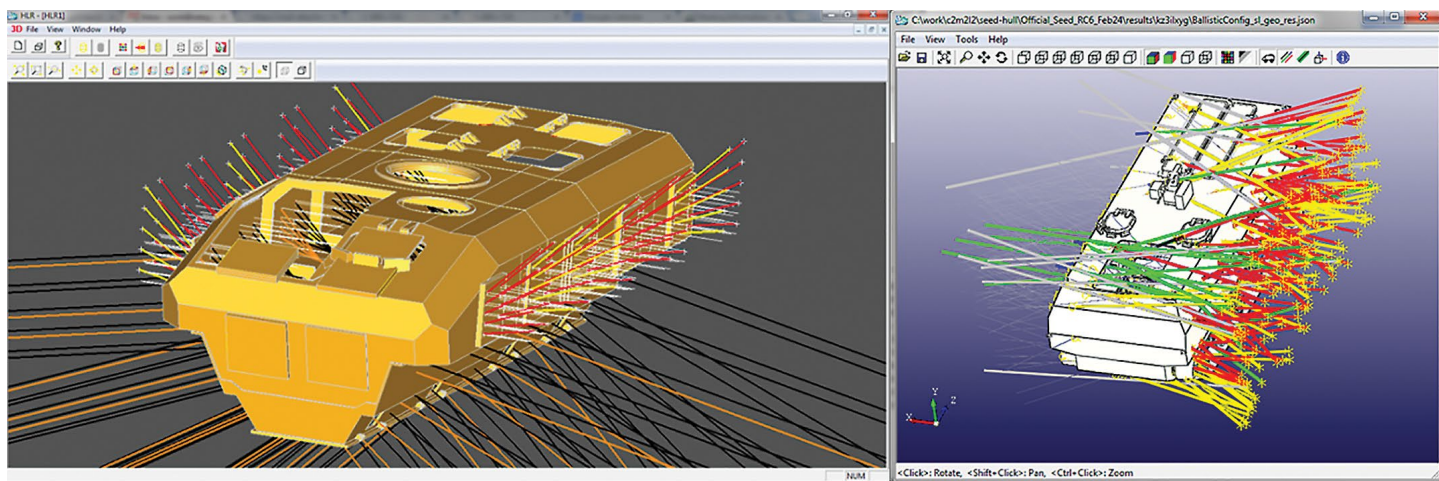 HLR - [HLR1]
3D File View Window Help
NUM
C:\work\c2m2l2\seed-hull\Official_Seed_RC6_Feb24\results\kz3ilxyg\BallisticConfig_sl_geo_res.json
File View Tools Help
Y
Z
X
<Click>: Rotate, <Shift+Click>: Pan, <Ctrl+Click>: Zoom